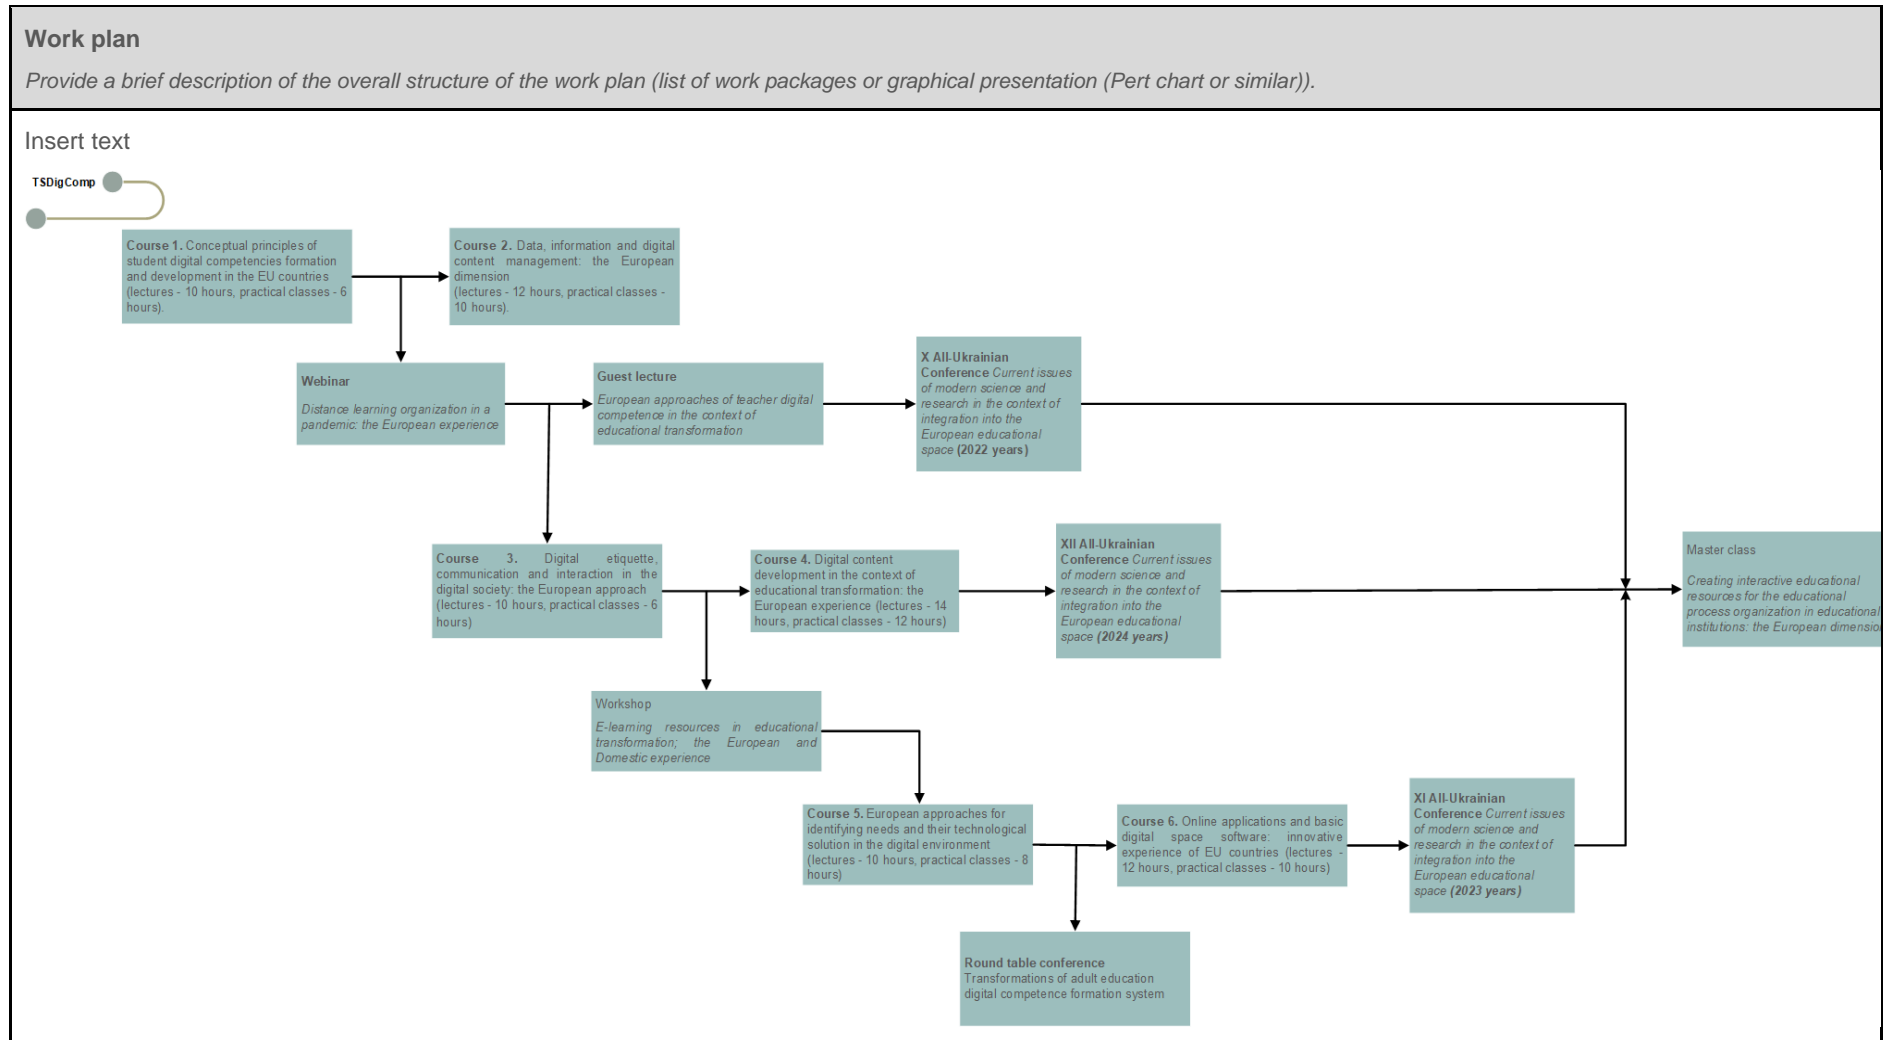 Work plan
Provide a brief description of the overall structure of the work plan (list of work packages or graphical presentation (Pert chart or similar)).
Insert text
TSDigComp
Course 1. Conceptual principles of
student digital competencies formation
and development in the EU countries
(lectures - 10 hours, practical classes - 6
hours).
Course 2. Data, information and digital
content management: the European
dimension
(lectures - 12 hours, practical classes -
10 hours).
Webinar
Distance learning organization in a
pandemic: the European experience
Guest lecture
European approaches of teacher digital
competence in the context of
educational transformation
X All-Ukrainian
Conference Current issues
of modern science and
research in the context of
integration into the
European educational
space (2022 years)
Course 3. Digital etiquette,
communication and interaction in the
digital society: the European approach
(lectures - 10 hours, practical classes - 6
hours)
Course 4. Digital content
development in the context of
educational transformation: the
European experience (lectures - 14
hours, practical classes - 12 hours)
XII All-Ukrainian
Conference Current issues
of modern science and
research in the context of
integration into the
European educational
space (2024 years)
Master class
Creating interactive educational
resources for the educational
process organization in educational
institutions: the European dimensio
Workshop
E-learning resources in educational
transformation; the European and
Domestic experience
Course 5. European approaches for
identifying needs and their technological
solution in the digital environment
(lectures - 10 hours, practical classes - 8
hours)
Course 6. Online applications and basic
digital space software: innovative
experience of EU countries (lectures -
12 hours, practical classes - 10 hours)
XI All-Ukrainian
Conference Current issues
of modern science and
research in the context of
integration into the
European educational
space (2023 years)
Round table conference
Transformations of adult education
digital competence formation system